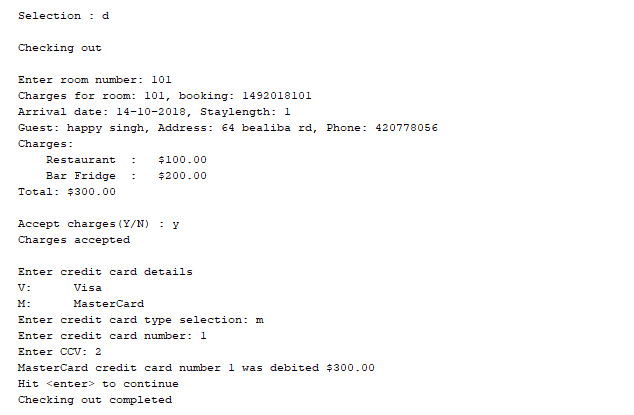 Selection : d
Checking out
Enter room number: 101
Charges for room: 101, booking: 1492018101
Arrival date: 14-10-2018, Staylength: 1
Guest: happy singh, Address: 64 bealiba rd, Phone: 420778056
Charges:
Restaurant : $100.00
Bar Fridge : $200.00
Total: $300.00
Accept charges(Y/N) : y
Charges accepted
Enter credit card details
V: Visa
M: MasterCard
Enter credit card type selection: m
Enter credit card number: 1
Enter CCV: 2
MasterCard credit card number 1 was debited $300.00
Hit <enter> to continue
Checking out completed